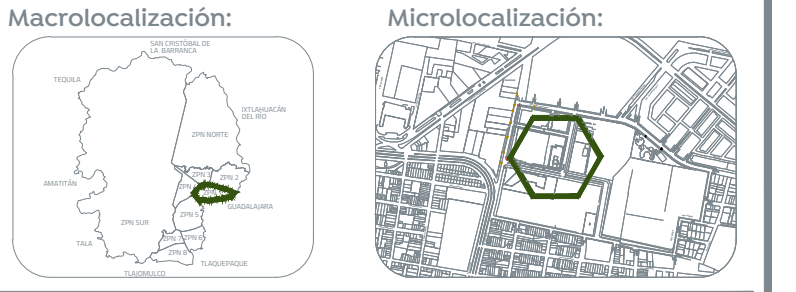 Macrolocalización:
Microlocalización:
SAN CRISTÓBAL DE
LA BARRANCA
TEQUILA
IXTLAHUACÁN
DEL RÍO
ZPN NORTE
ZPN 3
ZPN 2
AMATITÁN
GUADALAJARA
ZPN 5
ZPN SUR
ZPN 7
ZPN 6
TALA
ZPN 8
TLAQUEPAQUE
TLAJOMULCO